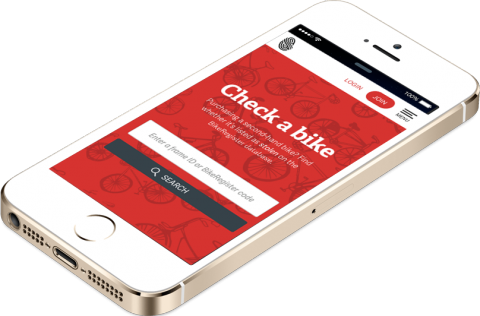 100%
LOGIN
JOIN
MENU
Check a bike
Purchasing a second hand bike? Find
whether it's listed as stolen on the
BikeRegister database.
Enter a frame ID or BikeRegister code
SEARCH